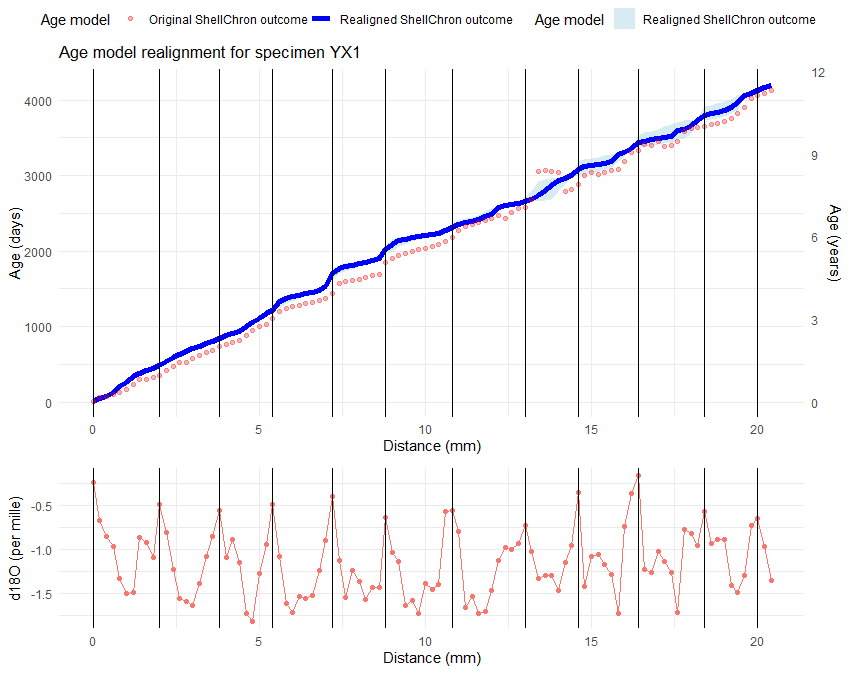 Age model Original ShellChron outcome Realigned ShellChron outcome Age model Realigned ShellChron outcome
Age model realignment for specimen YX1
12
4000
9
3000
Age (days)
Age (years)
6
2000
3
1000
0
0
0 5 10 15 20
Distance (mm)
d18O (per mille)
-0.5
-1.0
-1.5
0 5 10 15 20
Distance (mm)